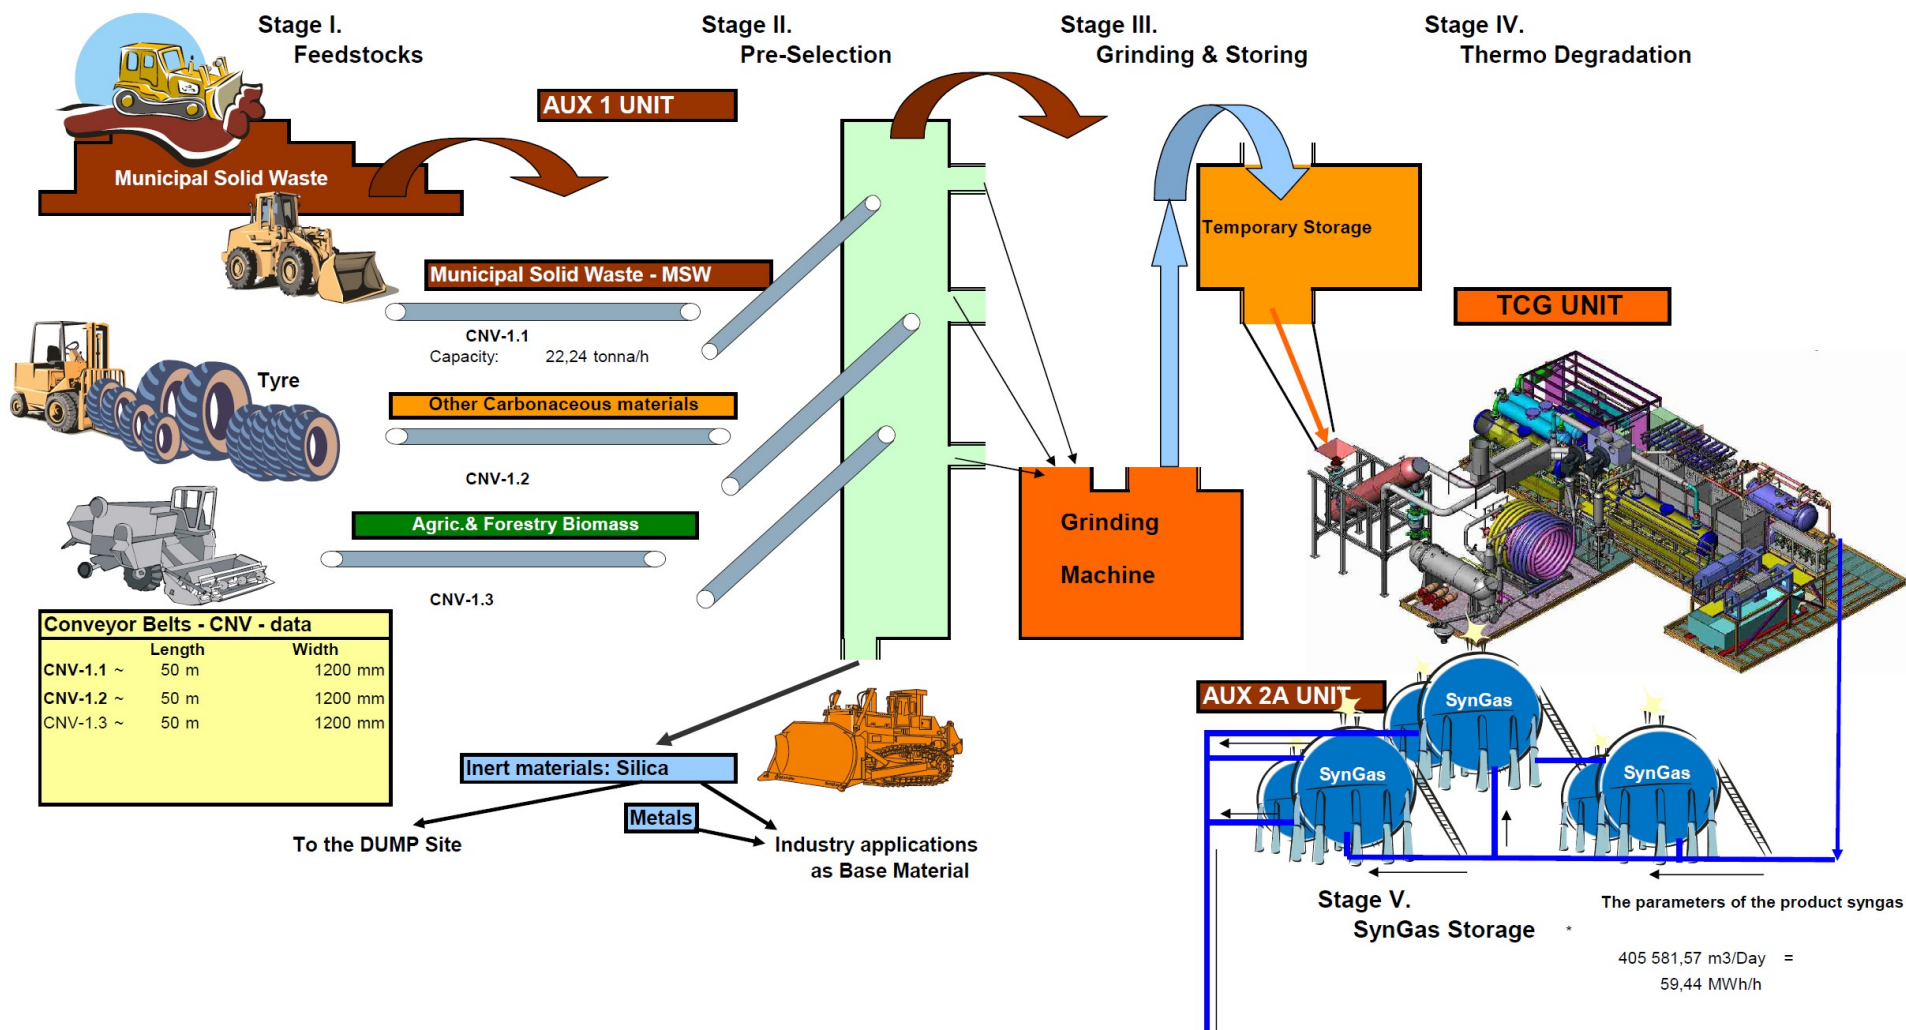 Stage I.
Feedstocks
Stage II.
Pre-Selection
Stage III.
Grinding & Storing
Stage IV.
Thermo Degradation
AUX 1 UNIT
Municipal Solid Waste
Temporary Storage
Municipal Solid Waste - MSW
CNV-1.1
Capacity: 22,24 tonna/h
TCG UNIT
Tyre
Other Carbonaceous materials
CNV-1.2
Agric.& Forestry Biomass
CNV-1.3
Grinding
Machine
Conveyor Belts - CNV - data
Length Width
CNV-1.1 ~ 50 m 1200 mm
CNV-1.2 ~ 50 m 1200 mm
CNV-1.3 ~ 50 m 1200 mm
Inert materials: Silica
Metals
To the DUMP Site
Industry applications
as Base Material
AUX 2A UNIT
SynGas
SynGas
SynGas
Stage V.
SynGas Storage *
The parameters of the product syngas
405 581,57 m3/Day =
59,44 MWh/h